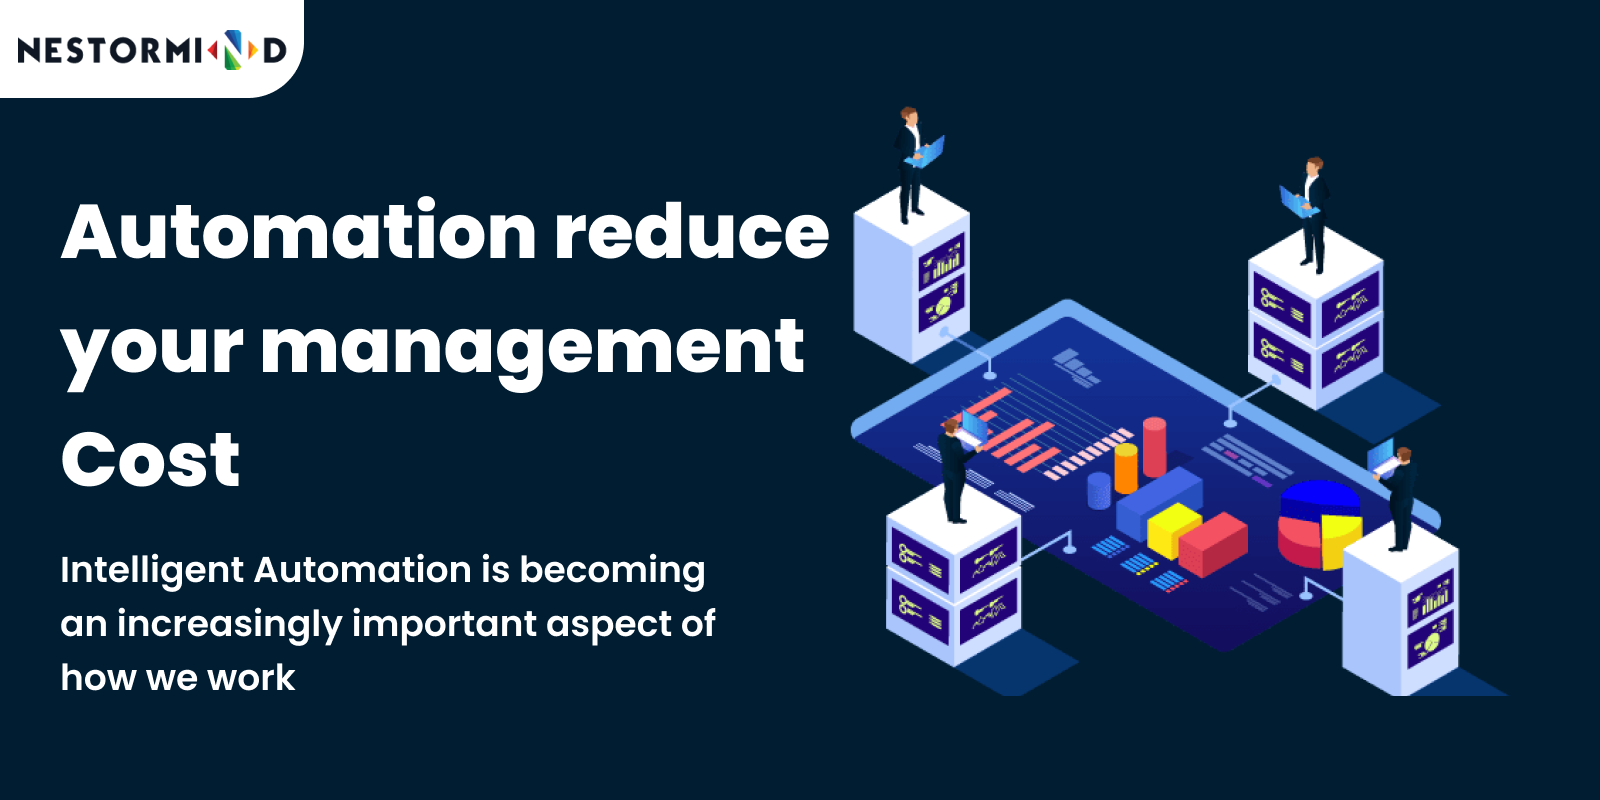 NESTORMIND
Automation reduce
your management
Cost
Intelligent Automation is becoming
an increasingly important aspect of
how we work